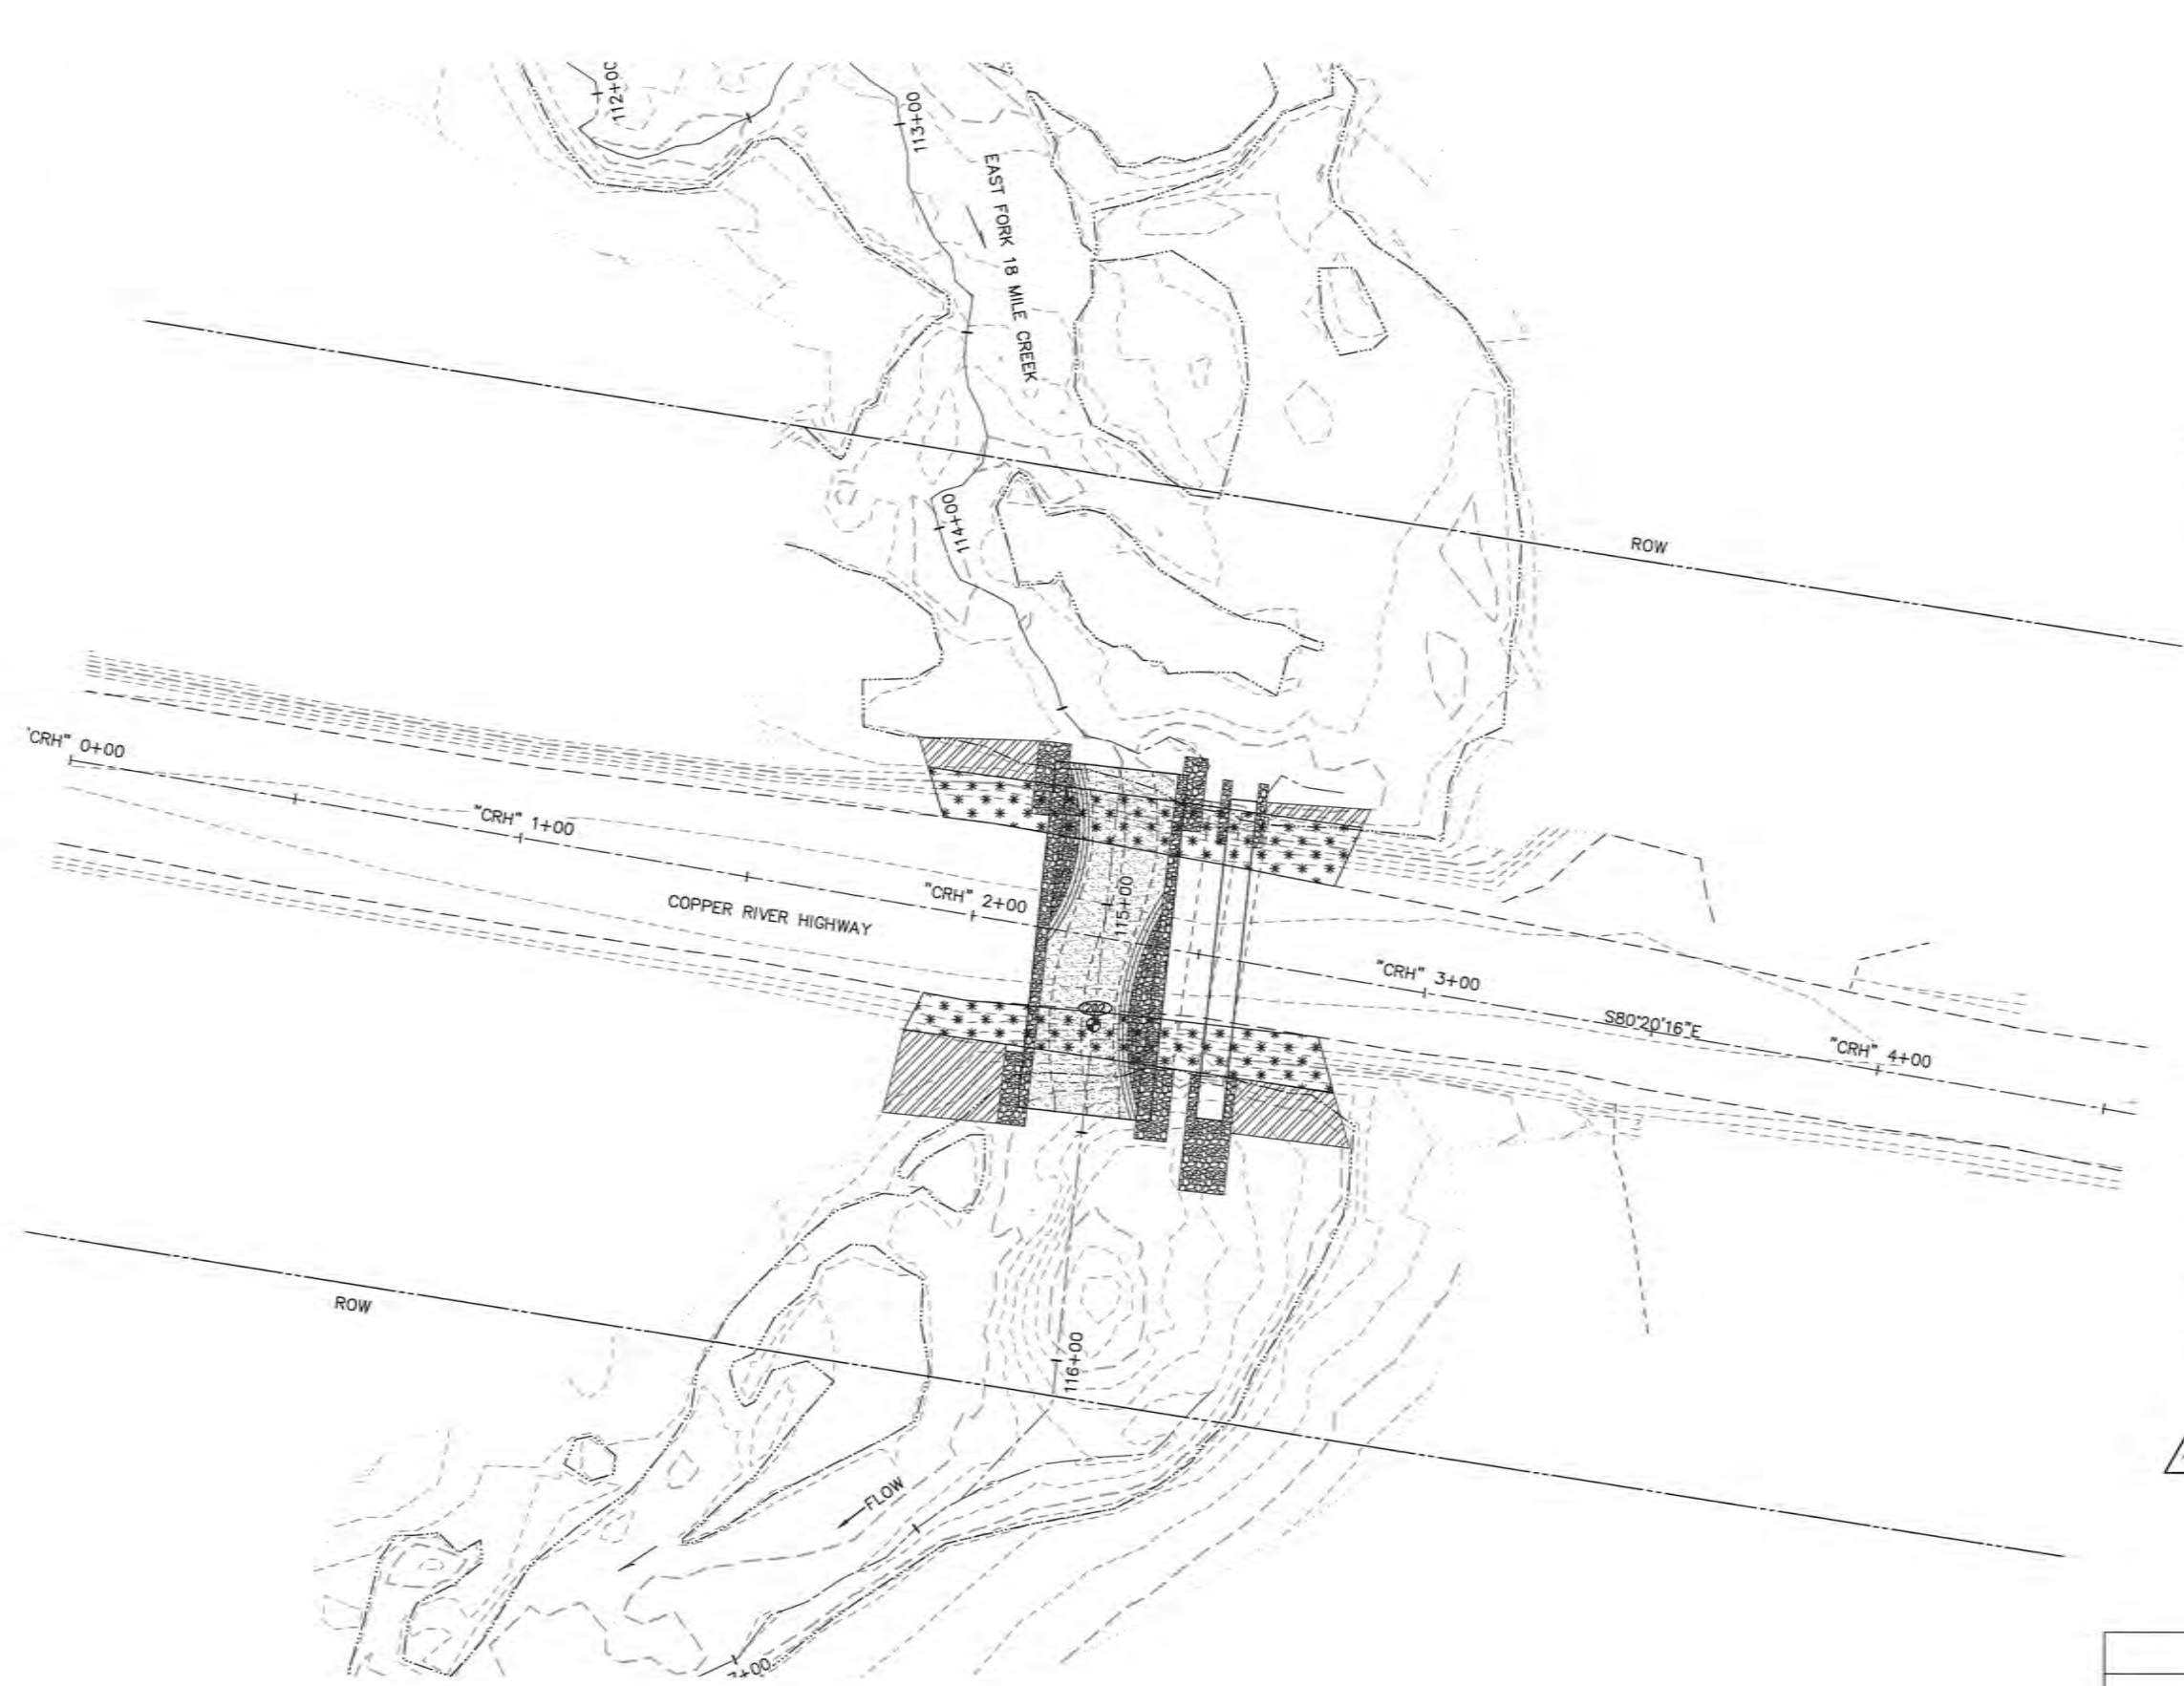 112+00
113+00
EAST FORK 18 MILE CREEK
114+00
ROW
"CRH" 0+00
"CRH" 1+00
"CRH" 2+00
COPPER RIVER HIGHWAY
115+00
"CRH" 3+00
S80°20'16"E
"CRH" 4+00
202
ROW
116+00
FLOW
+00